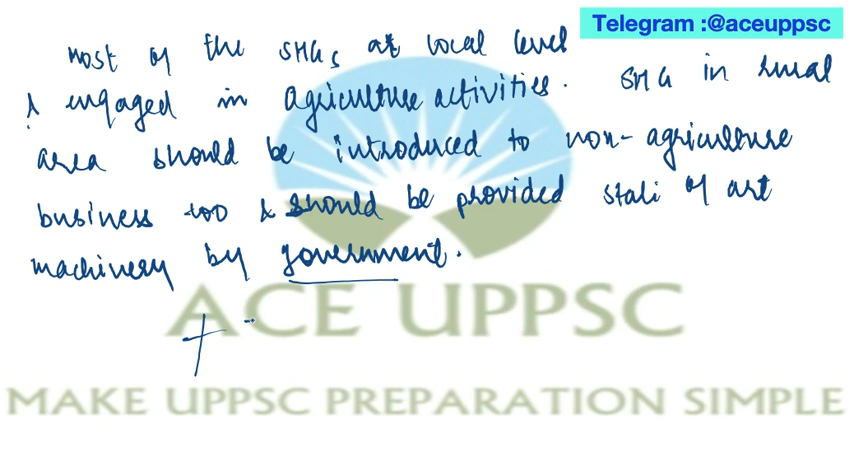 Telegram :@aceuppsc
Most of the SHGs at local level
& engaged in agriculture activities. SHG in rural
area should be introduced to non-agriculture
business too & should be provided stali of art
machinery by government.
ACE UPPSC
MAKE UPPSC PREPARATION SIMPLE